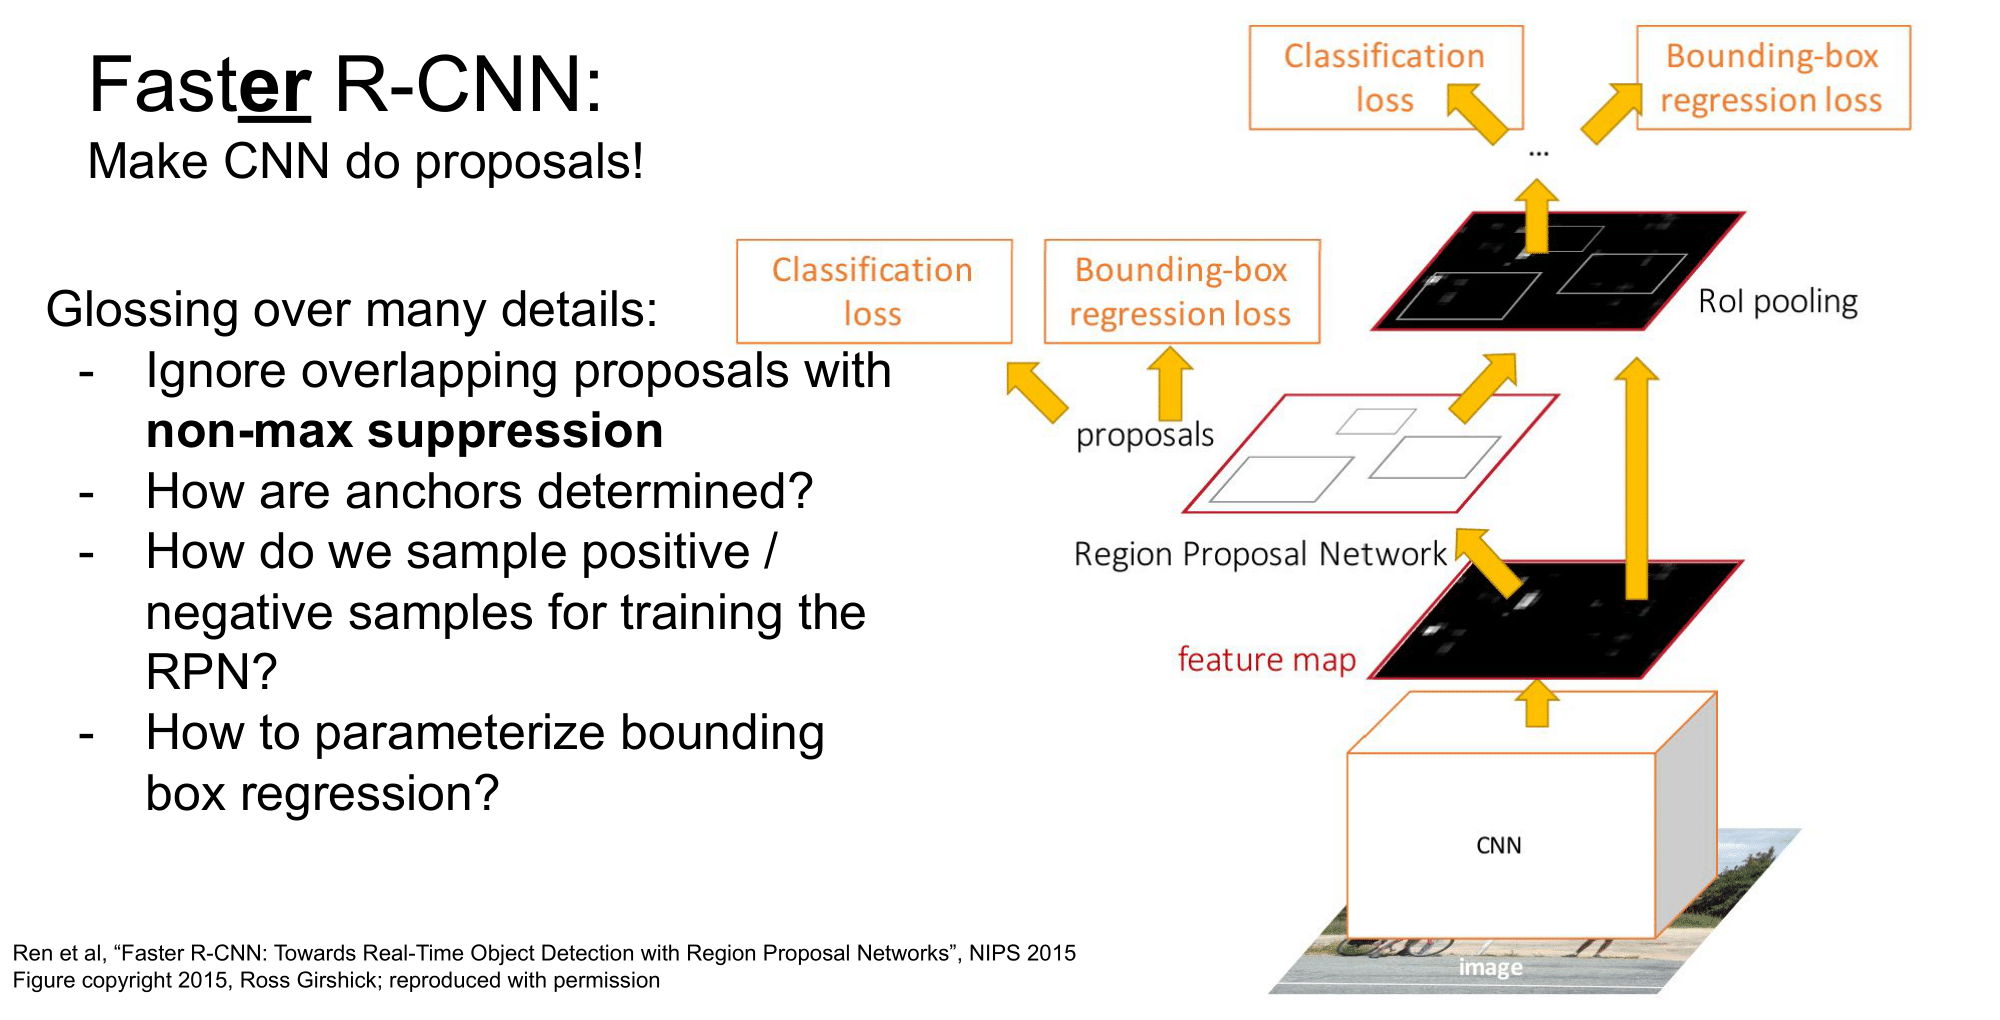 Faster R-CNN:
Make CNN do proposals!
Glossing over many details:
- Ignore overlapping proposals with
non-max suppression
- How are anchors determined?
- How do we sample positive /
negative samples for training the
RPN?
- How to parameterize bounding
box regression?
Classification
loss
Bounding-box
regression loss
...
Classification
loss
Bounding-box
regression loss
RoI pooling
proposals
Region Proposal Network
feature map
CNN
image
Ren et al, “Faster R-CNN: Towards Real-Time Object Detection with Region Proposal Networks”, NIPS 2015
Figure copyright 2015, Ross Girshick; reproduced with permission